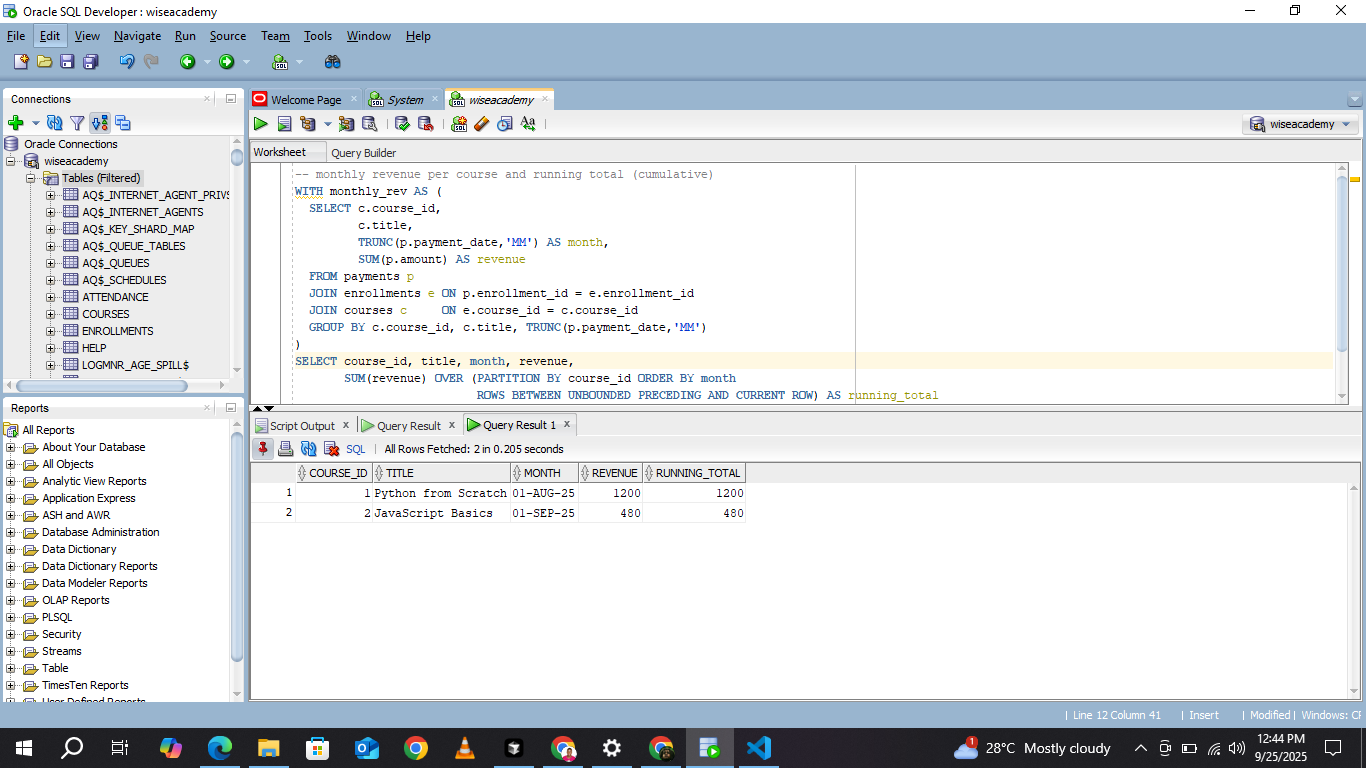 Oracle SQL Developer : wiseacademy
File Edit View Navigate Run Source Team Tools Window Help
Connections
Oracle Connections
wiseacademy
Tables (Filtered)
AQ$_INTERNET_AGENT_PRIVS
AQ$_INTERNET_AGENTS
AQ$_KEY_SHARD_MAP
AQ$_QUEUE_TABLES
AQ$_QUEUES
AQ$_SCHEDULES
ATTENDANCE
COURSES
ENROLLMENTS
HELP
LOGMNR_AGE_SPILL$
Reports
All Reports
About Your Database
All Objects
Analytic View Reports
Application Express
ASH and AWR
Database Administration
Data Dictionary
Data Dictionary Reports
Data Modeler Reports
OLAP Reports
PLSQL
Security
Streams
Table
TimesTen Reports
User Defined Reports
Welcome Page System wiseacademy
wiseacademy
Worksheet Query Builder
-- monthly revenue per course and running total (cumulative)
WITH monthly_rev AS (
SELECT c.course_id,
c.title,
TRUNC(p.payment_date,'MM') AS month,
SUM(p.amount) AS revenue
FROM payments p
JOIN enrollments e ON p.enrollment_id = e.enrollment_id
JOIN courses c ON e.course_id = c.course_id
GROUP BY c.course_id, c.title, TRUNC(p.payment_date,'MM')
)
SELECT course_id, title, month, revenue,
SUM(revenue) OVER (PARTITION BY course_id ORDER BY month
ROWS BETWEEN UNBOUNDED PRECEDING AND CURRENT ROW) AS running_total
Script Output Query Result Query Result 1
SQL All Rows Fetched: 2 in 0.205 seconds
COURSE_ID TITLE MONTH REVENUE RUNNING_TOTAL
1 1 Python from Scratch 01-AUG-25 1200 1200
2 2 JavaScript Basics 01-SEP-25 480 480
Line 12 Column 41 Insert Modified Windows: CR
1 28°C Mostly cloudy 12:44 PM
9/25/2025